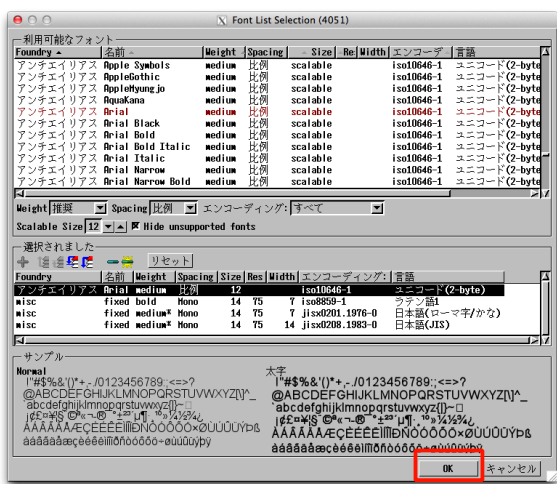 Font List Selection (4051)
利用可能なフォント
Foundry 名前 Weight Spacing Size Re: Width エンコーデ 言語
アンチエイリアス Apple Symbols medium 比例 scalable iso10646-1 ユニコード(2-byte
アンチエイリアス AppleGothic medium 比例 scalable iso10646-1 ユニコード(2-byte
アンチエイリアス AppleMyungjo medium 比例 scalable iso10646-1 ユニコード(2-byte
アンチエイリアス AquaKana medium 比例 scalable iso10646-1 ユニコード(2-byte
アンチエイリアス Arial medium 比例 scalable iso10646-1 ユニコード(2-byte
アンチエイリアス Arial Black medium 比例 scalable iso10646-1 ユニコード(2-byte
アンチエイリアス Arial Bold medium 比例 scalable iso10646-1 ユニコード(2-byte
アンチエイリアス Arial Bold Italic medium 比例 scalable iso10646-1 ユニコード(2-byte
アンチエイリアス Arial Italic medium 比例 scalable iso10646-1 ユニコード(2-byte
アンチエイリアス Arial Narrow medium 比例 scalable iso10646-1 ユニコード(2-byte
アンチエイリアス Arial Narrow Bold medium 比例 scalable iso10646-1 ユニコード(2-byte
Weight 推奨 Spacing 比例 エンコーディング: すべて
Scalable Size 12 Hide unsupported fonts
選択されました
リセット
Foundry 名前 Weight Spacing Size Res Width エンコーディング: 言語
アンチエイリアス Arial medium 比例 12 iso10646-1 ユニコード(2-byte)
misc fixed bold Mono 14 75 7 iso8859-1 ラテン語1
misc fixed medium* Mono 14 75 7 jisx0201.1976-0 日本語(ローマ字/かな)
misc fixed medium* Mono 14 75 14 jisx0208.1983-0 日本語(JIS)
サンプル
Normal 太字
!"#$%&'()*+,-./0123456789:;<=>? !"#$%&'()*+,-./0123456789:;<=>?
@ABCDEFGHIJKLMNOPQRSTUVWXYZ[\]^_ @ABCDEFGHIJKLMNOPQRSTUVWXYZ[\]^_
`abcdefghijklmnopqrstuvwxyz{|}~ `abcdefghijklmnopqrstuvwxyz{|}~
OK キャンセル